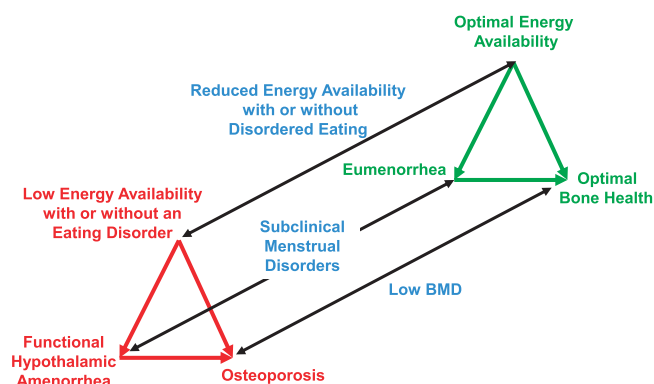 Optimal Energy
Availability
Reduced Energy Availability
with or without
Disordered Eating
Eumenorrhea
Optimal
Bone Health
Low Energy Availability
with or without an
Eating Disorder
Subclinical
Menstrual
Disorders
Low BMD
Functional
Hypothalamic
Amenorrhea
Osteoporosis